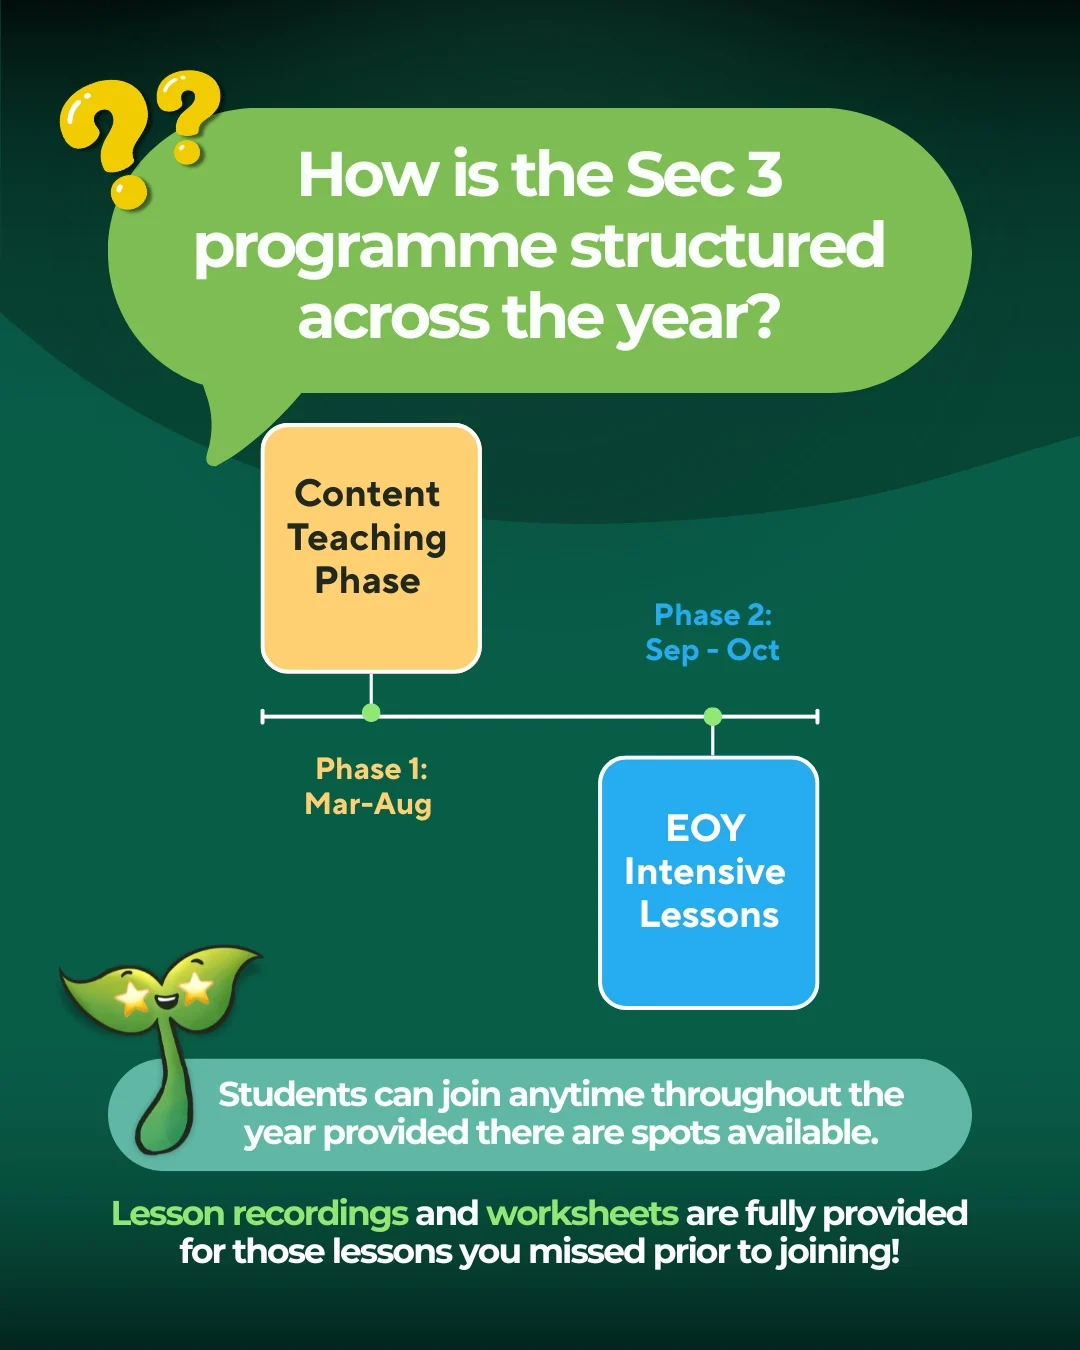 ??
How is the Sec 3
programme structured
across the year?
Content
Teaching
Phase
Phase 2:
Sep - Oct
Phase 1:
Mar-Aug
EOY
Intensive
Lessons
Students can join anytime throughout the
year provided there are spots available.
Lesson recordings and worksheets are fully provided
for those lessons you missed prior to joining!